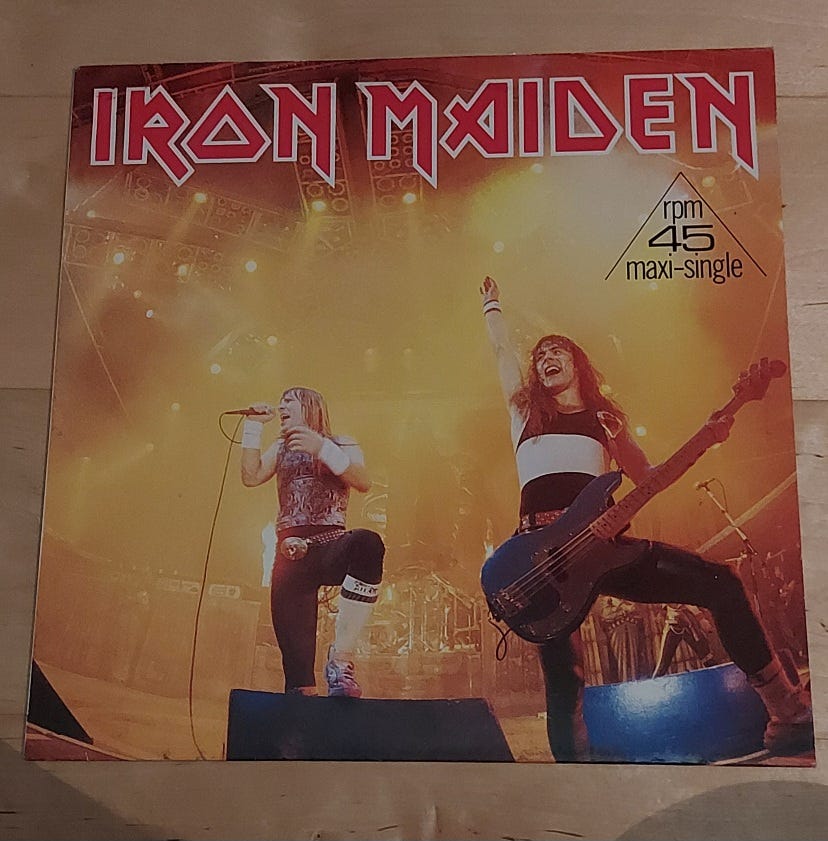 IRON MAIDEN
rpm
45
maxi-single